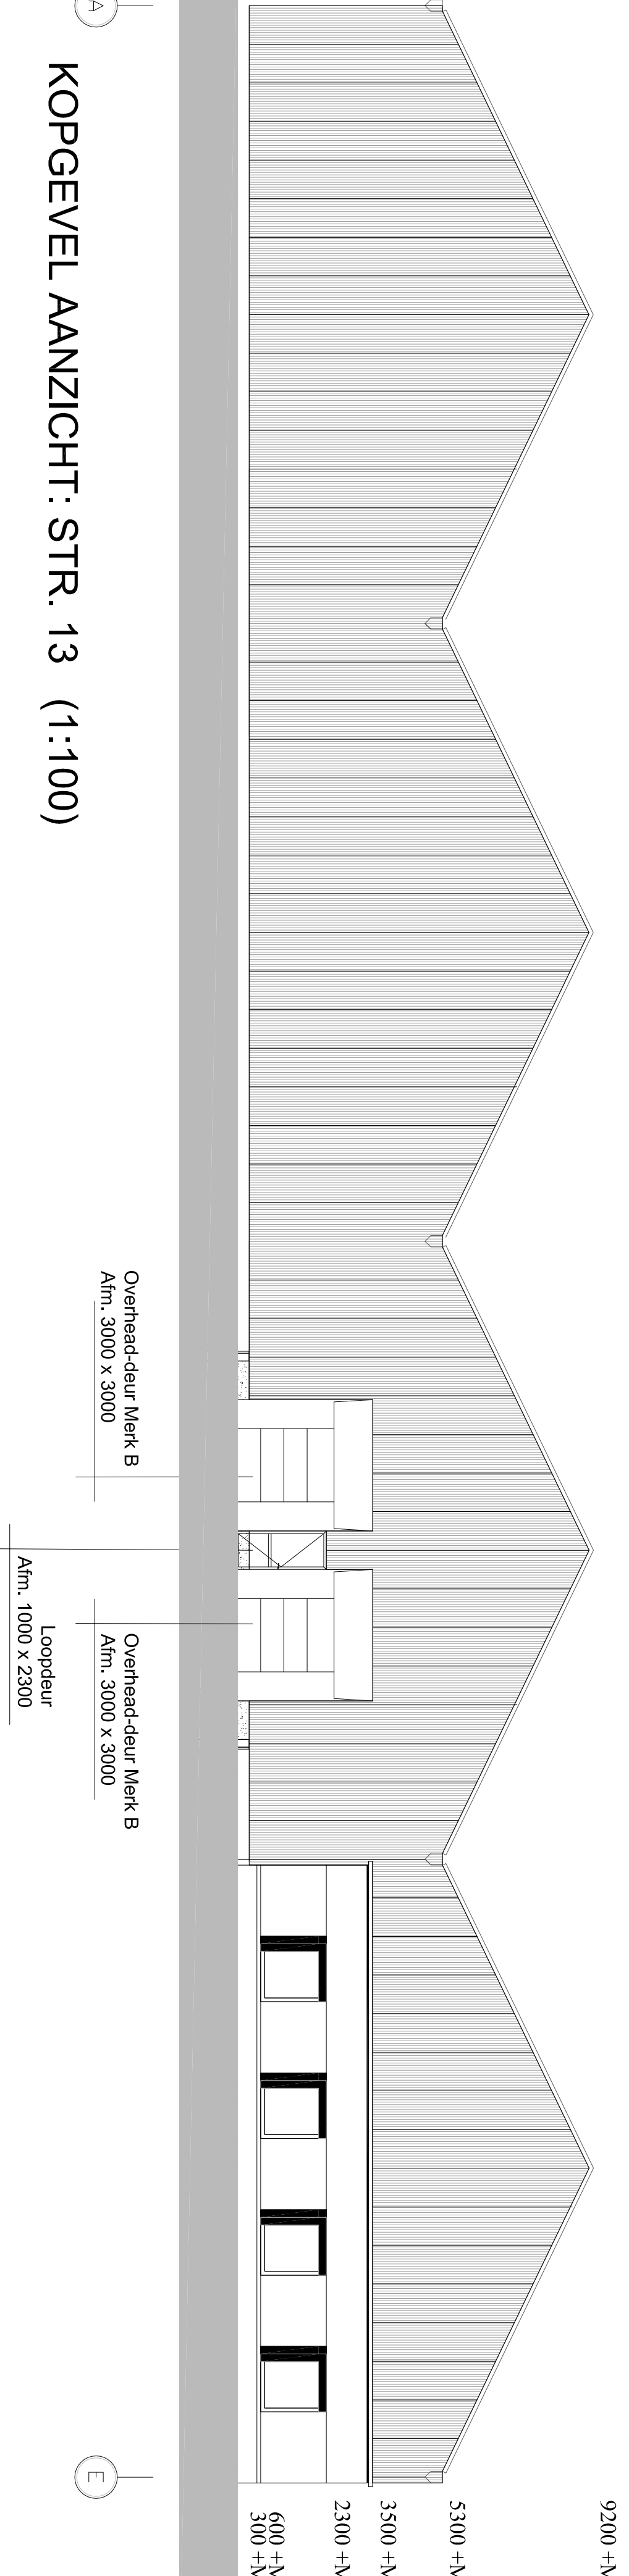 A
KOPGEVEL AANZICHT: STR. 13 (1:100)
Overhead-deur Merk B
Afm. 3000 x 3000
Loopdeur
Afm. 1000 x 2300
Overhead-deur Merk B
Afm. 3000 x 3000
E
9200 +M
5300 +M
3500 +M
2300 +M
600 +M
300 +M